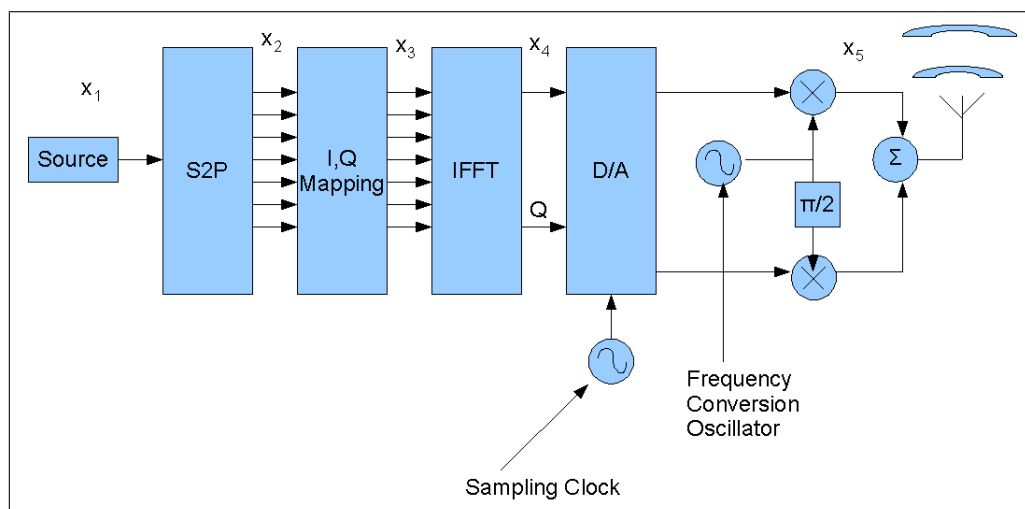 x1
x2
x3
x4
x5
Source
S2P
I,Q
Mapping
IFFT
D/A
Q
π/2
Σ
Frequency
Conversion
Oscillator
Sampling Clock